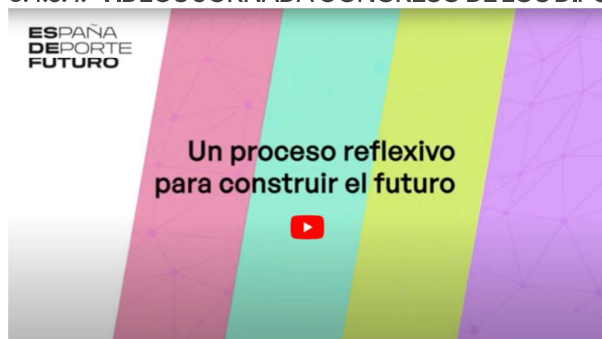 ESPAÑA
DEPORTE
FUTURO
Un proceso reflexivo
para construir el futuro